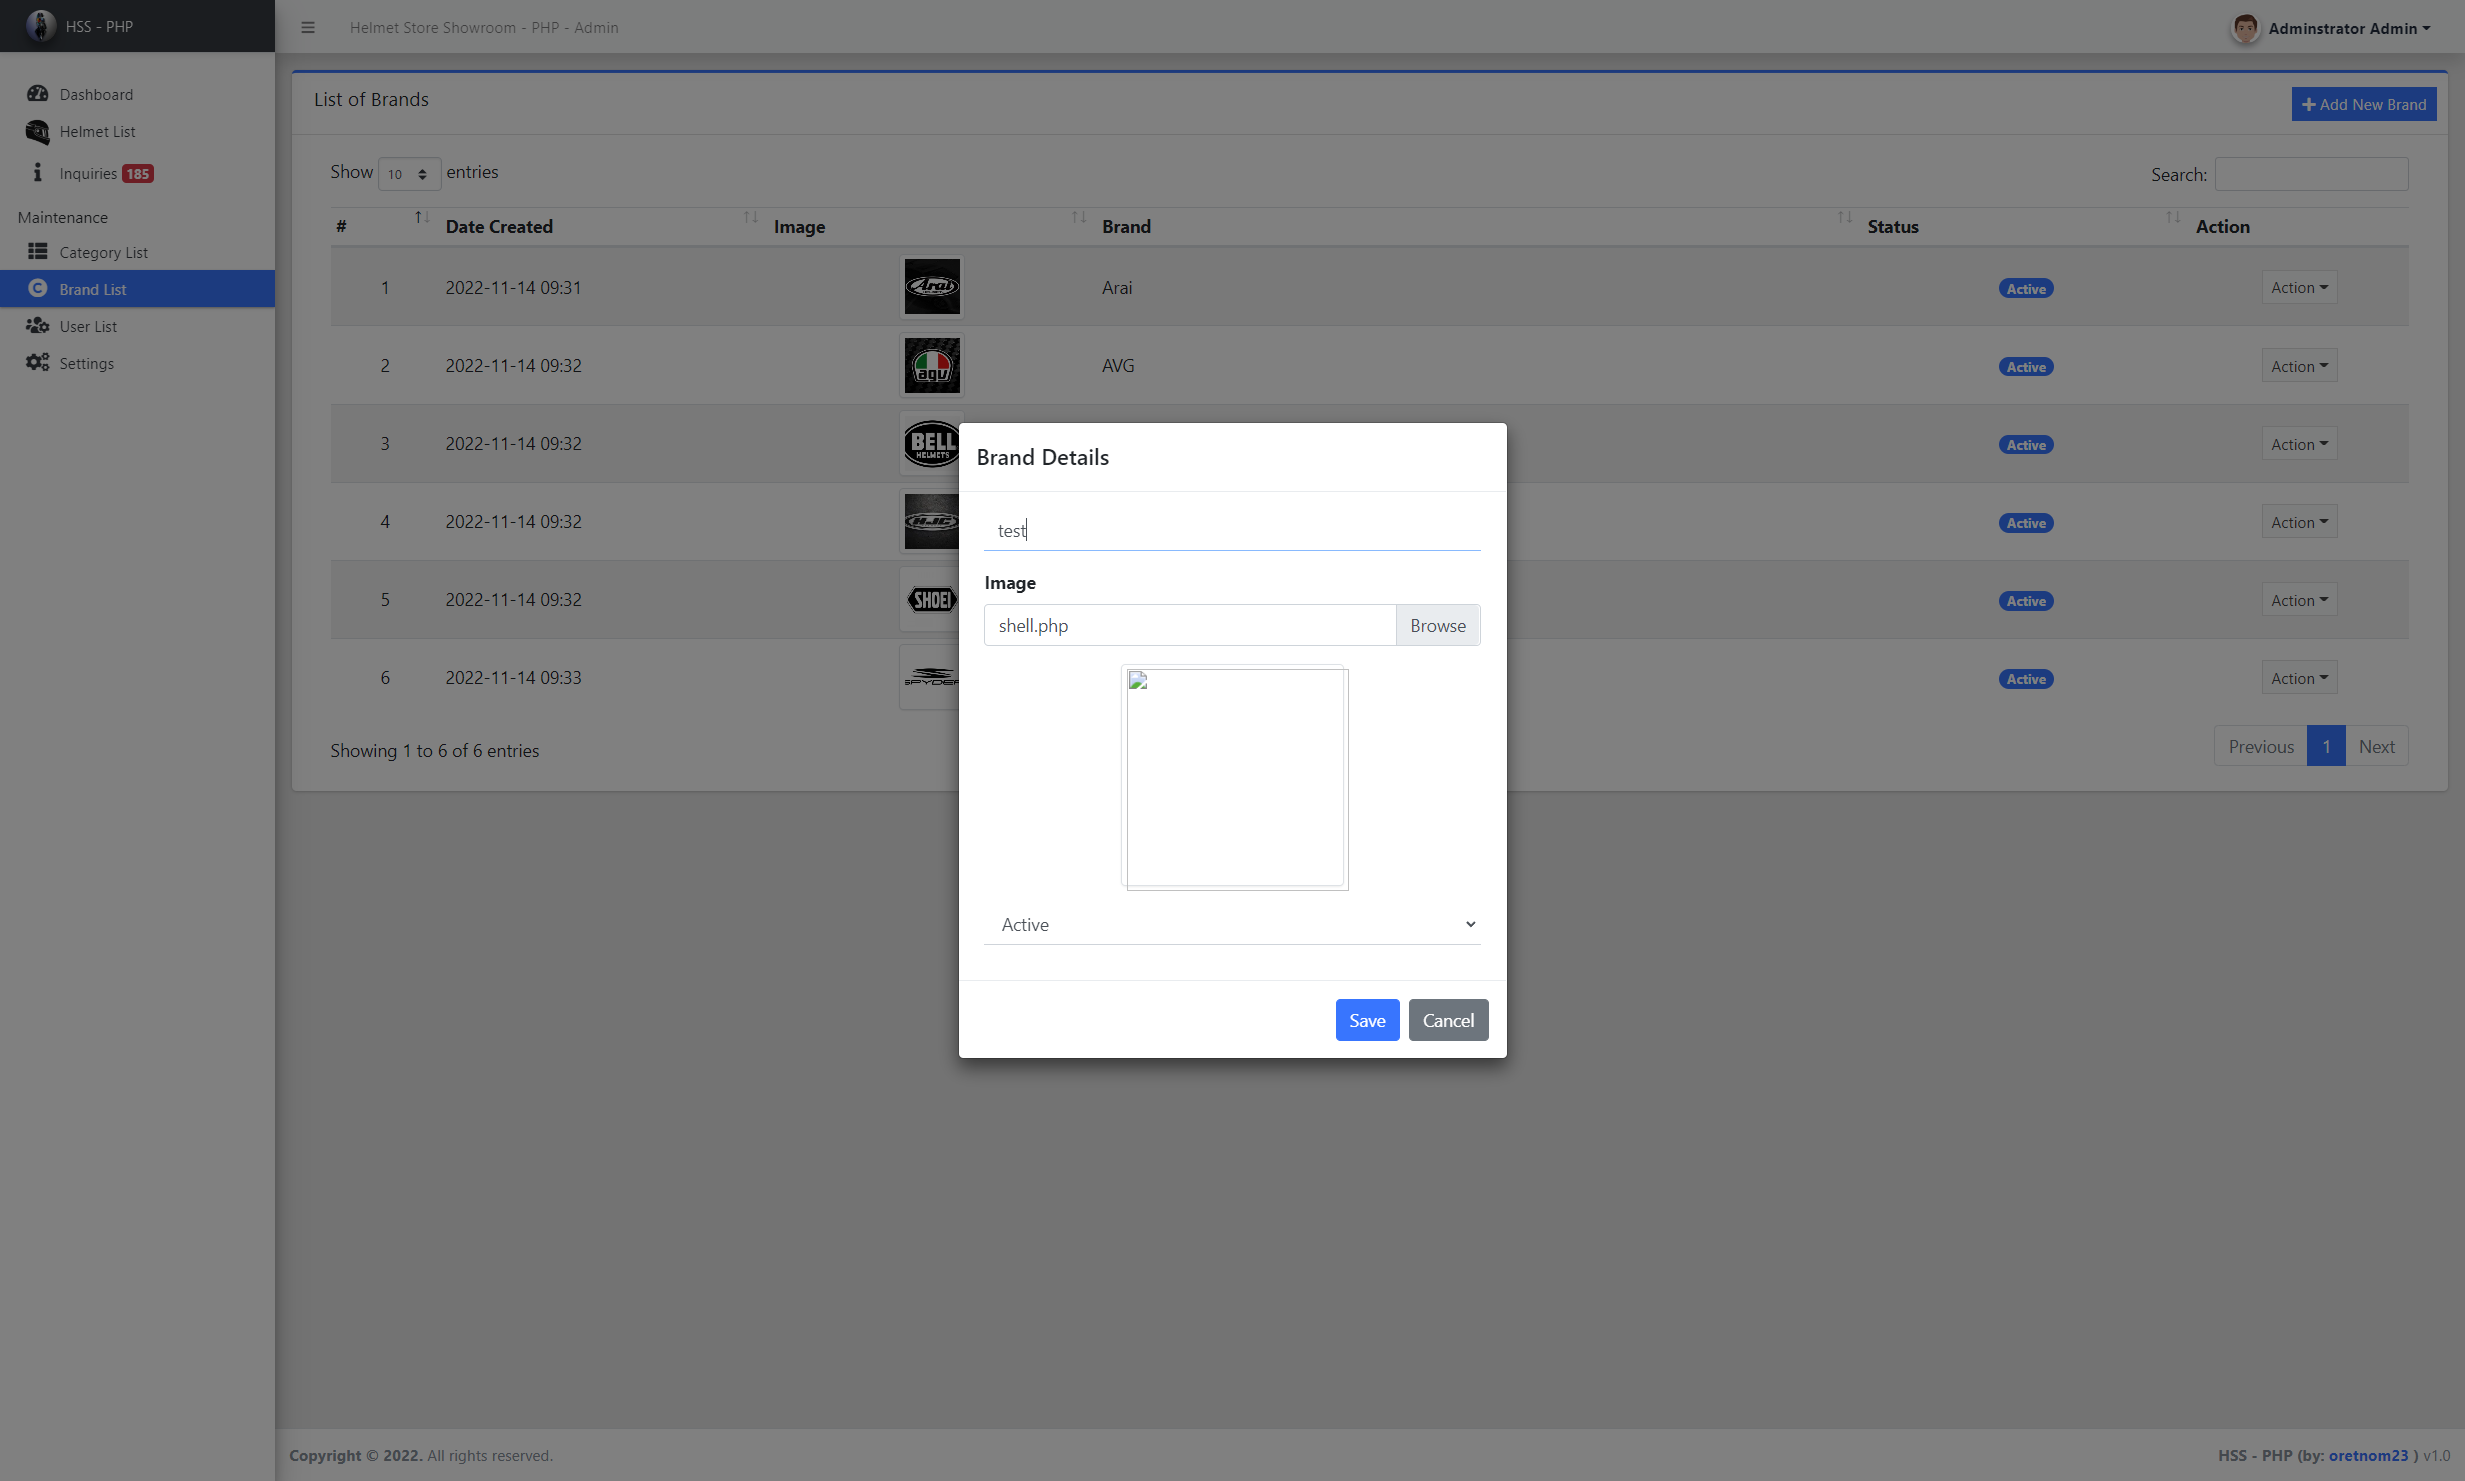 HSS - PHP
Helmet Store Showroom - PHP - Admin
Adminstrator Admin
Dashboard
Helmet List
Inquiries 185
Maintenance
Category List
Brand List
User List
Settings
List of Brands
Add New Brand
Show 10 entries
Search:
# Date Created Image Brand Status Action
1 2022-11-14 09:31 Arai Arai Active Action
2 2022-11-14 09:32 agv AVG Active Action
3 2022-11-14 09:32 BELL HELMETS Active Action
4 2022-11-14 09:32 HJC Active Action
5 2022-11-14 09:32 SHOEI Active Action
6 2022-11-14 09:33 SPYDER Active Action
Showing 1 to 6 of 6 entries
Previous 1 Next
Brand Details
test
Image
shell.php Browse
Active
Save Cancel
Copyright © 2022. All rights reserved.
HSS - PHP (by: oretnom23 ) v1.0